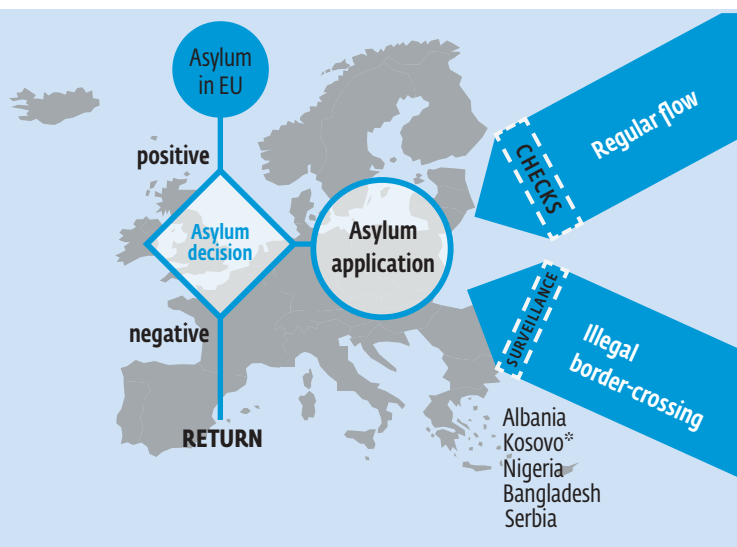 Asylum
in EU
positive
Asylum
decision
negative
RETURN
Asylum
application
CHECKS
Regular flow
SURVEILLANCE
Illegal
border-crossing
Albania
Kosovo*
Nigeria
Bangladesh
Serbia